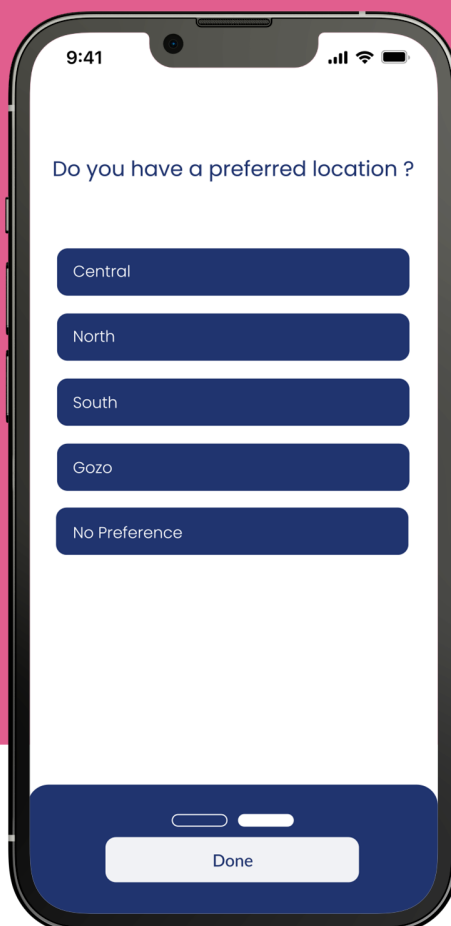 9:41
Do you have a preferred location ?
Central
North
South
Gozo
No Preference
Done